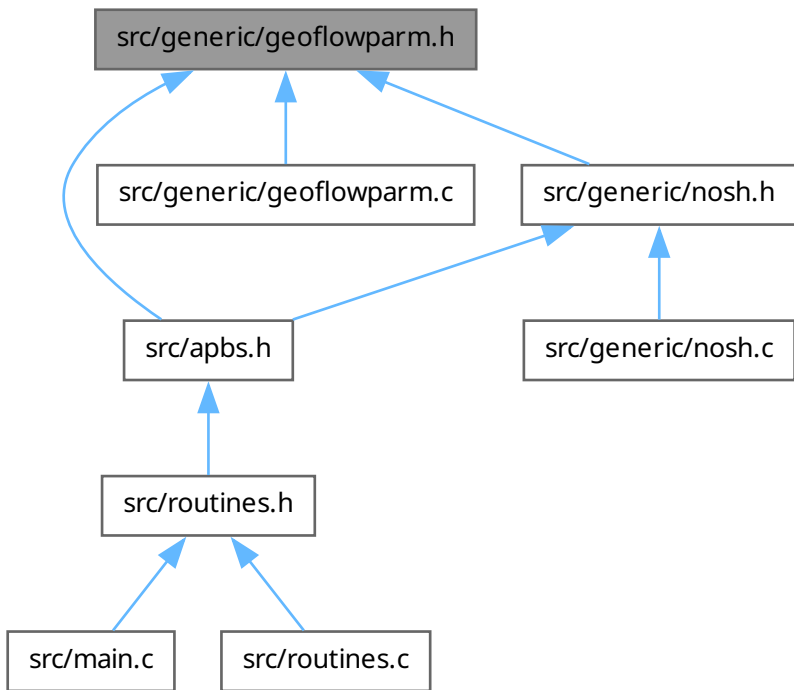 src/generic/geoflowparm.h
src/generic/geoflowparm.c
src/generic/nosh.h
src/apbs.h
src/generic/nosh.c
src/routines.h
src/main.c
src/routines.c